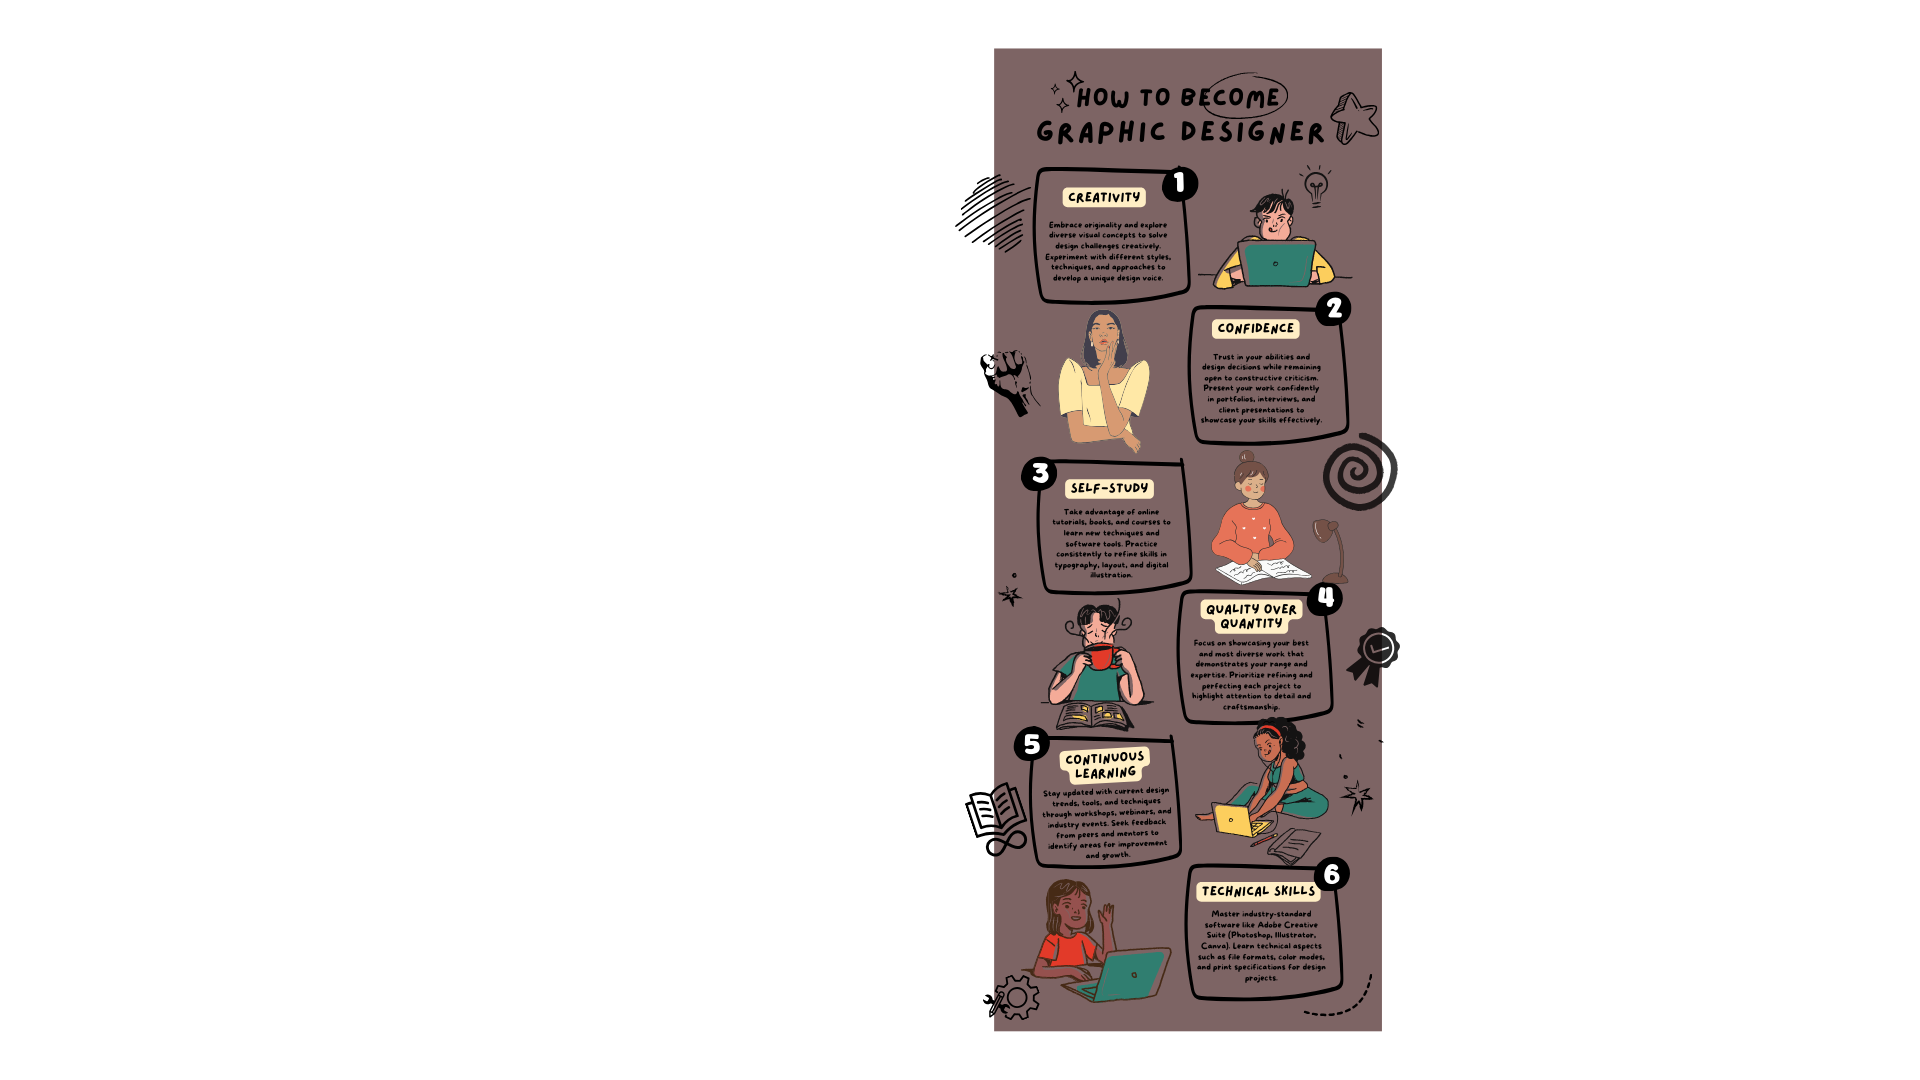 HOW TO BECOME
GRAPHIC DESIGNER
1
CREATIVITY
Embrace originality and explore
diverse visual concepts to solve
design challenges creatively.
Experiment with different styles,
techniques, and approaches to
develop a unique design voice.
2
CONFIDENCE
Trust in your abilities and
design decisions while remaining
open to constructive criticism.
Present your work confidently
in portfolios, interviews, and
client presentations to
showcase your skills effectively.
3
SELF-STUDY
Take advantage of online
tutorials, books, and courses to
learn new techniques and
software tools. Practice
consistently to refine skills in
typography, layout, and digital
illustration.
4
QUALITY OVER
QUANTITY
Focus on showcasing your best
and most diverse work that
demonstrates your range and
expertise. Prioritize refining and
perfecting each project to
highlight attention to detail and
craftsmanship.
5
CONTINUOUS
LEARNING
Stay updated with current design
trends, tools, and techniques
through workshops, webinars, and
industry events. Seek feedback
from peers and mentors to
identify areas for improvement
and growth.
6
TECHNICAL SKILLS
Master industry-standard
software like Adobe Creative
Suite (Photoshop, Illustrator,
Canva). Learn technical aspects
such as file formats, color modes,
and print specifications for design
projects.